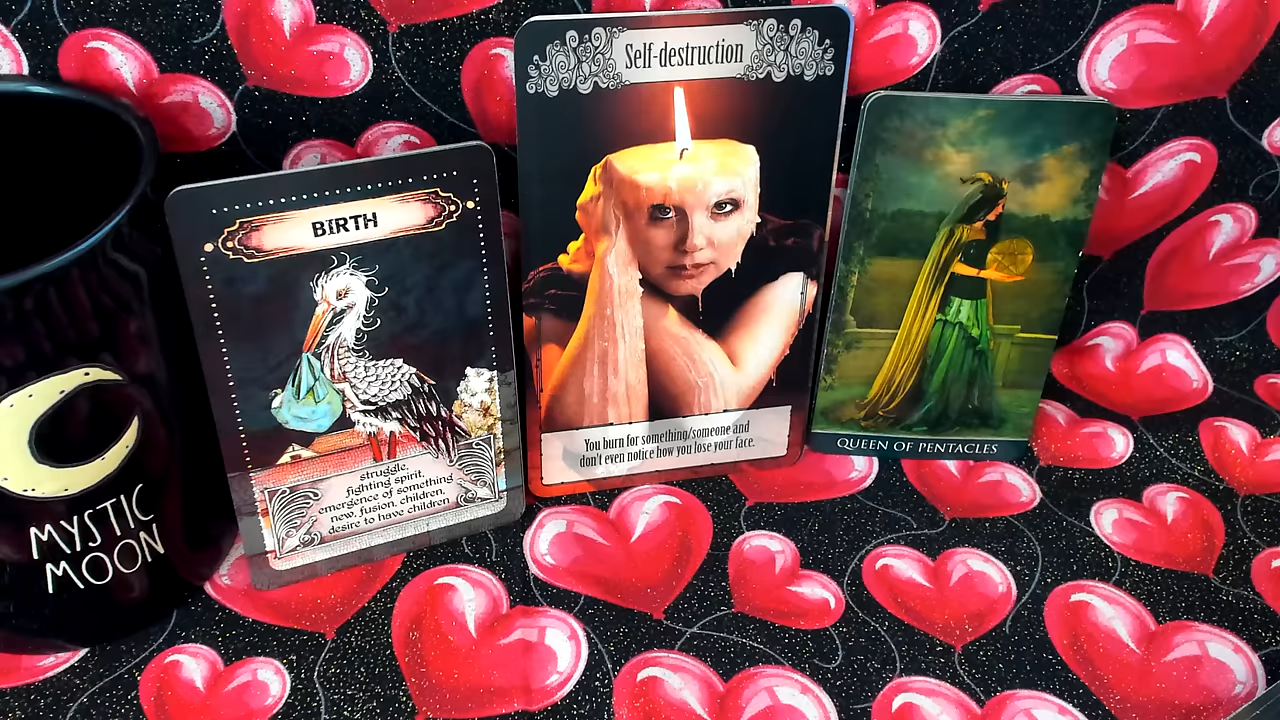 MYSTIC
MOON
BIRTH
struggle,
fighting spirit,
emergence of something
new, fusion, children,
desire to have children
Self-destruction
You burn for something/someone and
don't even notice how you lose your face.
QUEEN OF PENTACLES